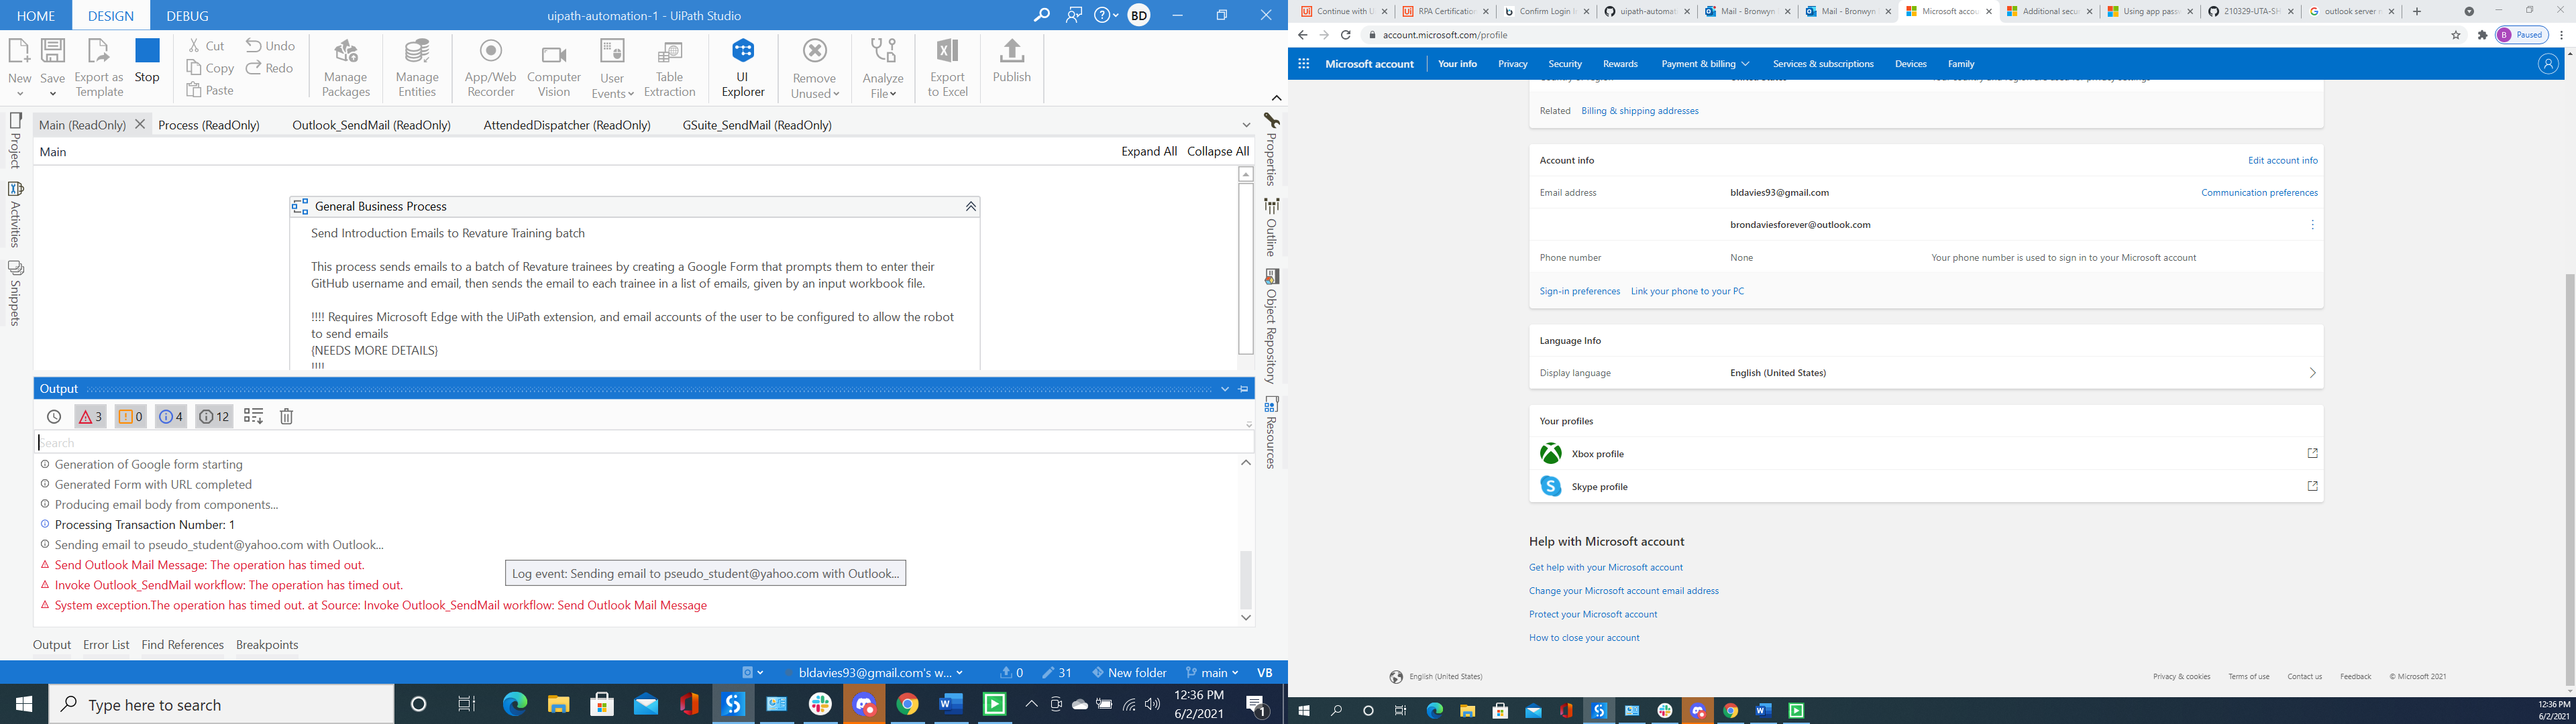 HOME
DESIGN
DEBUG
uipath-automation-1 - UiPath Studio
BD
New
Save
Export as
Template
Stop
Cut
Copy
Paste
Undo
Redo
Manage
Packages
Manage
Entities
App/Web
Recorder
Computer
Vision
User
Events
Table
Extraction
UI
Explorer
Remove
Unused
Analyze
File
Export
to Excel
Publish
Main (ReadOnly)
Process (ReadOnly)
Outlook_SendMail (ReadOnly)
AttendedDispatcher (ReadOnly)
GSuite_SendMail (ReadOnly)
Project
Activities
Snippets
Main
Expand All
Collapse All
Properties
Outline
Object Repository
Resources
General Business Process
Send Introduction Emails to Revature Training batch
This process sends emails to a batch of Revature trainees by creating a Google Form that prompts them to enter their
GitHub username and email, then sends the email to each trainee in a list of emails, given by an input workbook file.
!!!! Requires Microsoft Edge with the UiPath extension, and email accounts of the user to be configured to allow the robot
to send emails
{NEEDS MORE DETAILS}
!!!!
Output
3
0
4
12
Search
Generation of Google form starting
Generated Form with URL completed
Producing email body from components...
Processing Transaction Number: 1
Sending email to pseudo_student@yahoo.com with Outlook...
Send Outlook Mail Message: The operation has timed out.
Invoke Outlook_SendMail workflow: The operation has timed out.
System exception.The operation has timed out. at Source: Invoke Outlook_SendMail workflow: Send Outlook Mail Message
Log event: Sending email to pseudo_student@yahoo.com with Outlook...
Output
Error List
Find References
Breakpoints
bldavies93@gmail.com's w...
0
31
New folder
main
VB
Type here to search
12:36 PM
6/2/2021
1
Continue with U
RPA Certification
Confirm Login I
uipath-automat
Mail - Bronwyn
Mail - Bronwyn
Microsoft accou
Additional secu
Using app pass
210329-UTA-SH
outlook server
account.microsoft.com/profile
B
Paused
Microsoft account
Your info
Privacy
Security
Rewards
Payment & billing
Services & subscriptions
Devices
Family
Related
Billing & shipping addresses
Account info
Edit account info
Email address
bldavies93@gmail.com
Communication preferences
brondaviesforever@outlook.com
Phone number
None
Your phone number is used to sign in to your Microsoft account
Sign-in preferences
Link your phone to your PC
Language Info
Display language
English (United States)
Your profiles
Xbox profile
Skype profile
Help with Microsoft account
Get help with your Microsoft account
Change your Microsoft account email address
Protect your Microsoft account
How to close your account
English (United States)
Privacy & cookies
Terms of use
Contact us
Feedback
© Microsoft 2021
12:36 PM
6/2/2021